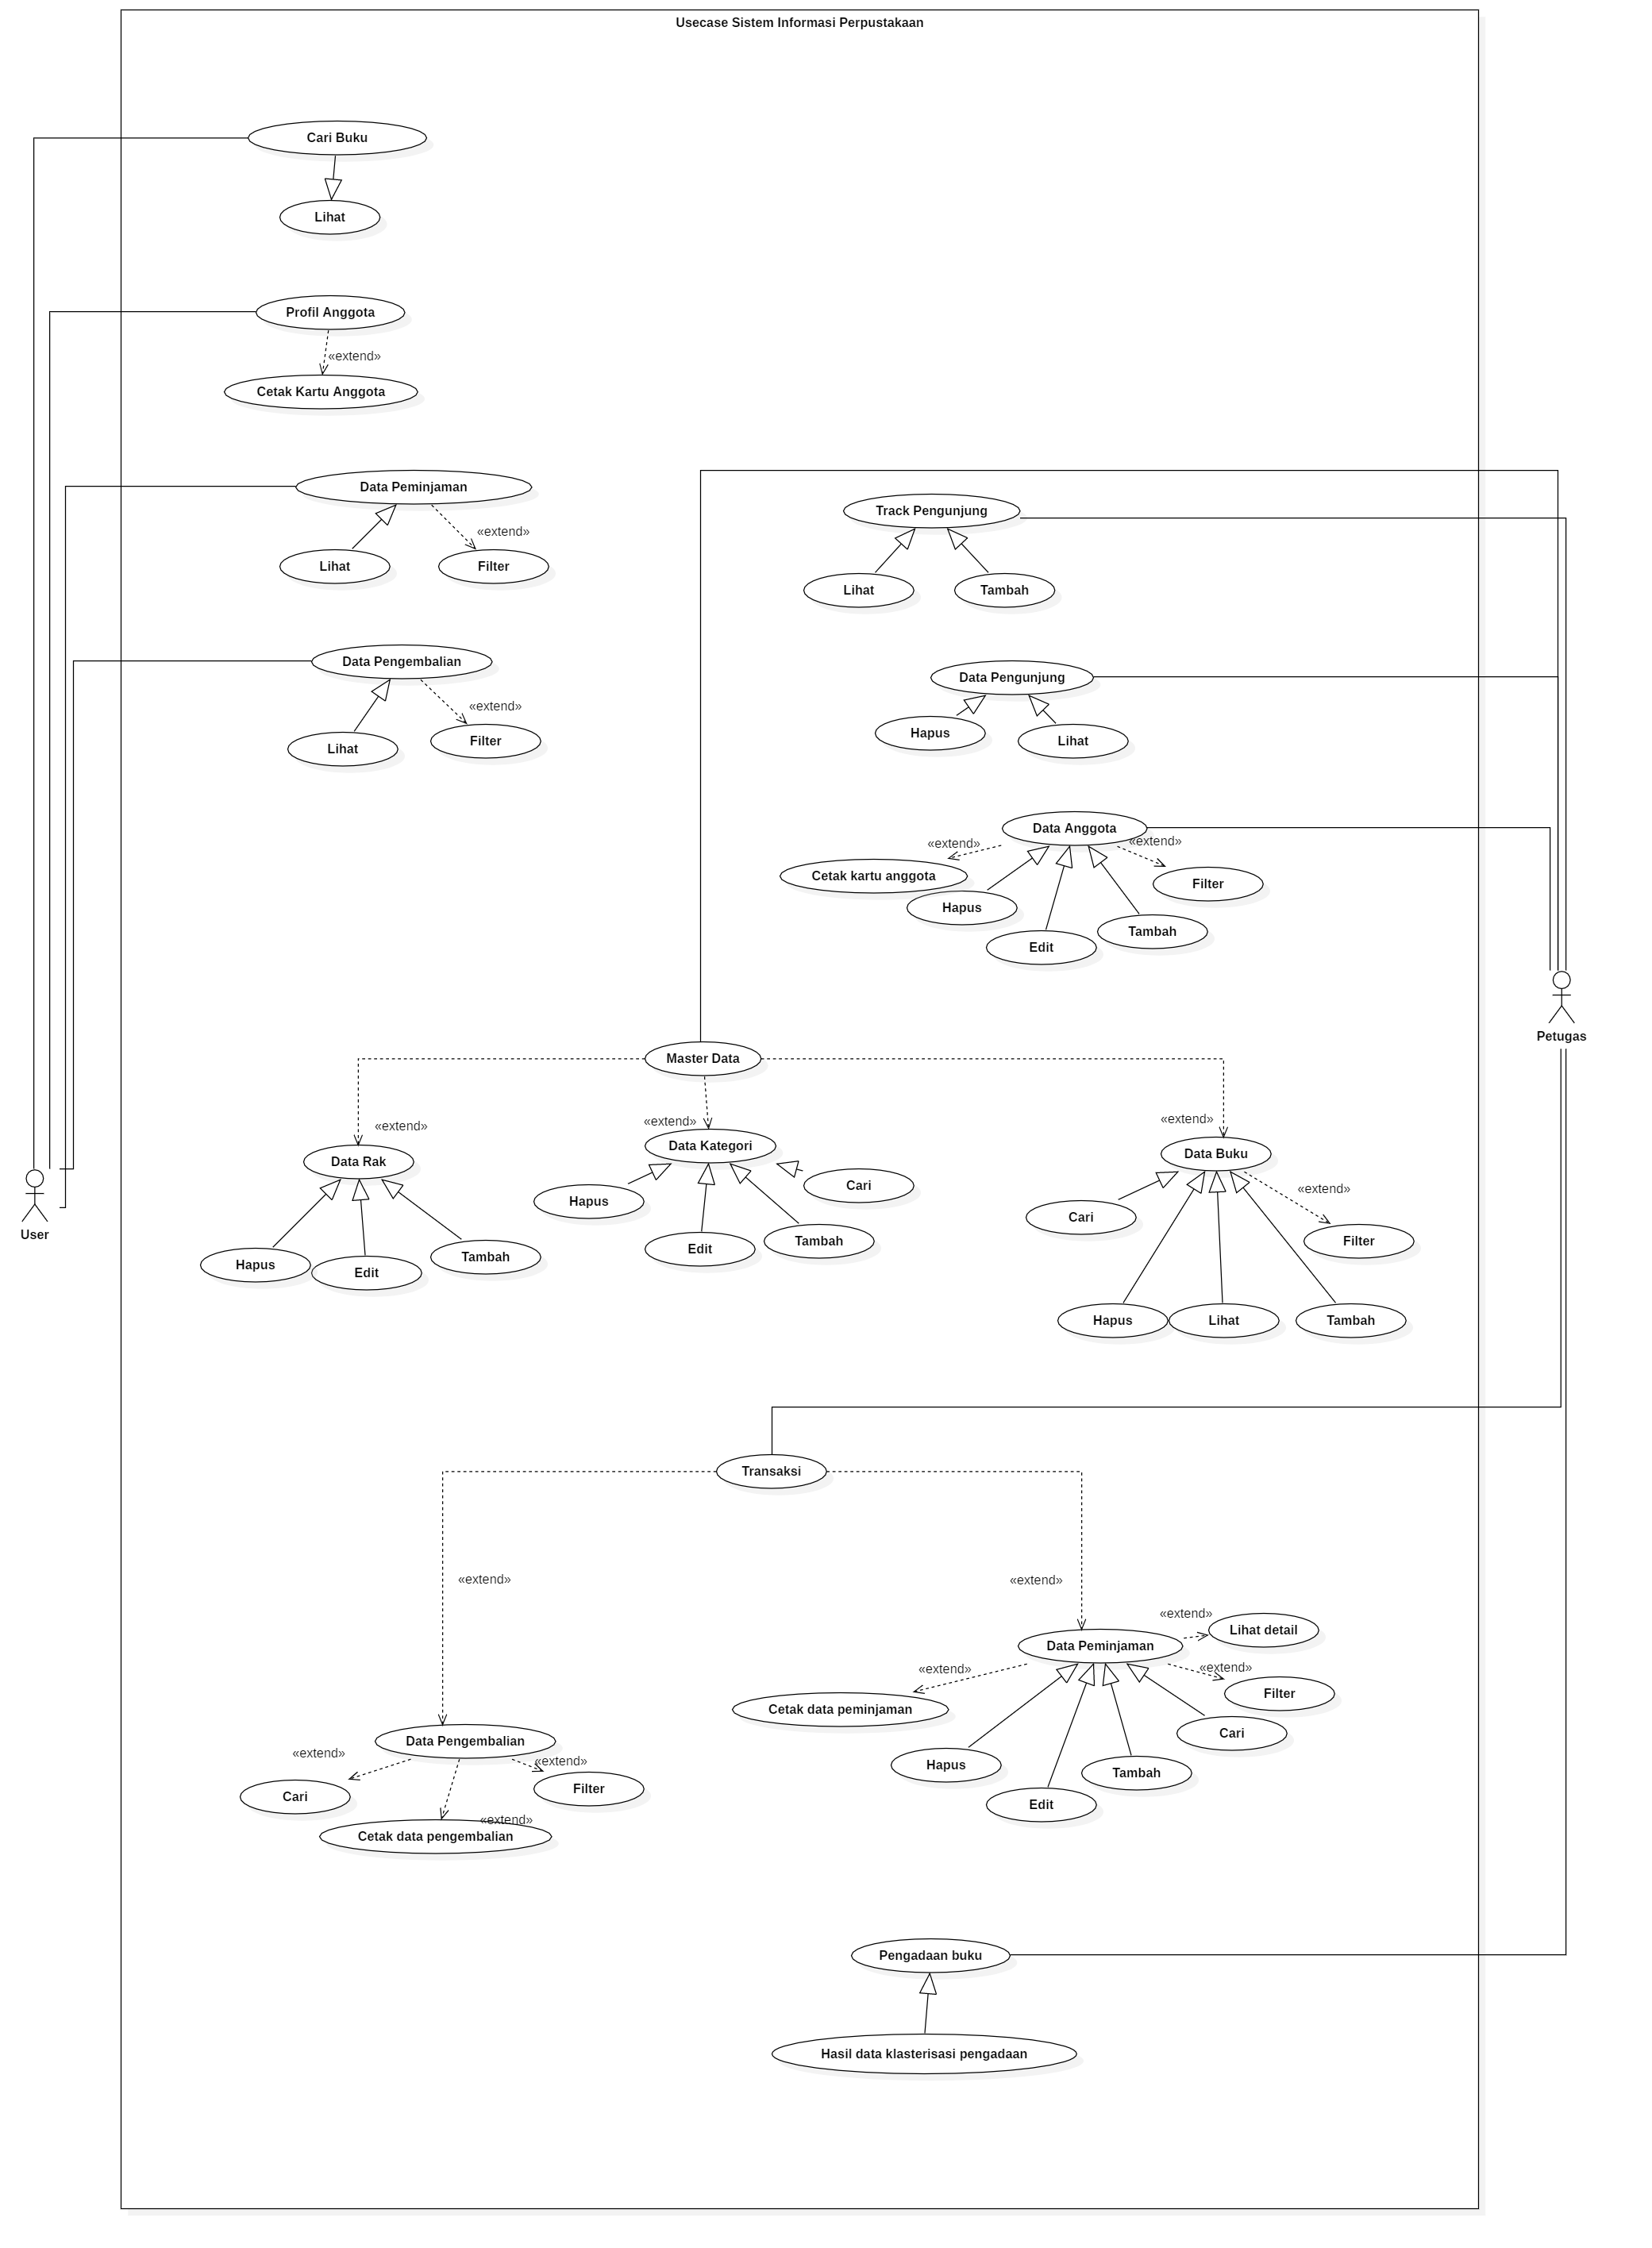 Usecase Sistem Informasi Perpustakaan
Cari Buku
Lihat
Profil Anggota
«extend»
Cetak Kartu Anggota
Data Peminjaman
«extend»
Lihat
Filter
Data Pengembalian
«extend»
Lihat
Filter
Track Pengunjung
Lihat
Tambah
Data Pengunjung
Hapus
Lihat
Data Anggota
«extend»
«extend»
Cetak kartu anggota
Filter
Hapus
Tambah
Edit
Petugas
Master Data
«extend»
«extend»
«extend»
Data Rak
Data Kategori
Data Buku
User
Hapus
Edit
Tambah
Hapus
Edit
Tambah
Cari
Cari
«extend»
Filter
Hapus
Lihat
Tambah
Transaksi
«extend»
«extend»
Data Peminjaman
«extend»
Lihat detail
«extend»
«extend»
Cetak data peminjaman
Filter
Cari
Hapus
Tambah
Edit
Data Pengembalian
«extend»
«extend»
Cari
Filter
«extend»
Cetak data pengembalian
Pengadaan buku
Hasil data klasterisasi pengadaan